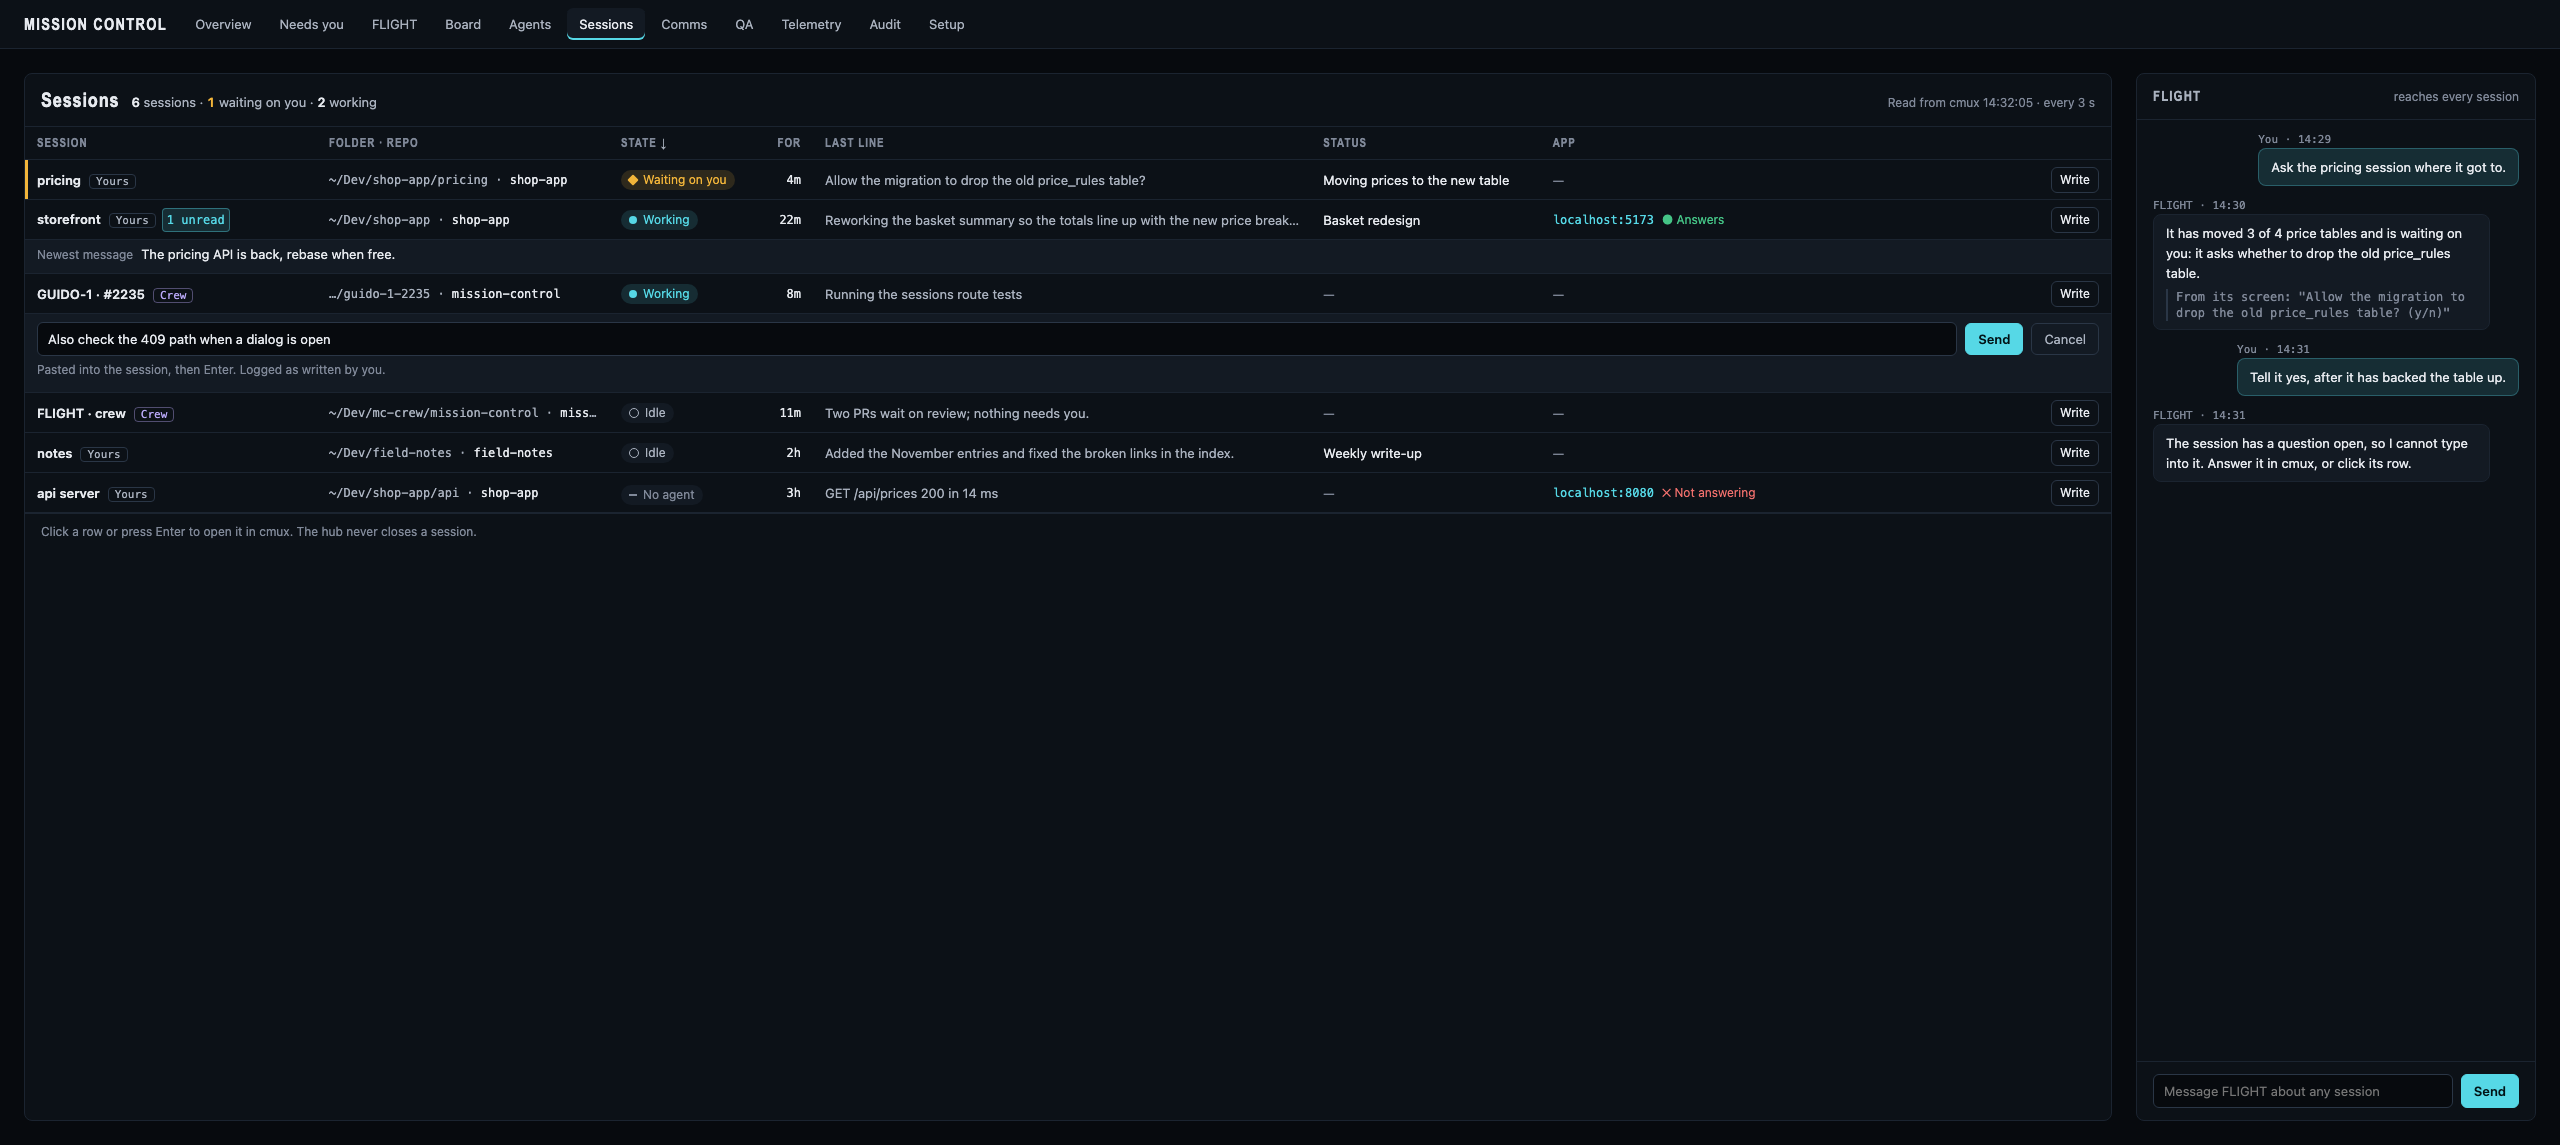 MISSION CONTROL Overview Needs you FLIGHT Board Agents Sessions Comms QA Telemetry Audit Setup
Sessions 6 sessions · 1 waiting on you · 2 working Read from cmux 14:32:05 · every 3 s
SESSION FOLDER · REPO STATE ↓ FOR LAST LINE STATUS APP
pricing Yours ~/Dev/shop-app/pricing · shop-app Waiting on you 4m Allow the migration to drop the old price_rules table? Moving prices to the new table — Write
storefront Yours 1 unread ~/Dev/shop-app · shop-app Working 22m Reworking the basket summary so the totals line up with the new price break… Basket redesign localhost:5173 Answers Write
Newest message The pricing API is back, rebase when free.
GUIDO-1 · #2235 Crew …/guido-1-2235 · mission-control Working 8m Running the sessions route tests — — Write
Also check the 409 path when a dialog is open Send Cancel
Pasted into the session, then Enter. Logged as written by you.
FLIGHT · crew Crew ~/Dev/mc-crew/mission-control · miss… Idle 11m Two PRs wait on review; nothing needs you. — — Write
notes Yours ~/Dev/field-notes · field-notes Idle 2h Added the November entries and fixed the broken links in the index. Weekly write-up — Write
api server Yours ~/Dev/shop-app/api · shop-app No agent 3h GET /api/prices 200 in 14 ms — localhost:8080 Not answering Write
Click a row or press Enter to open it in cmux. The hub never closes a session.
FLIGHT reaches every session
You · 14:29
Ask the pricing session where it got to.
FLIGHT · 14:30
It has moved 3 of 4 price tables and is waiting on
you: it asks whether to drop the old price_rules
table.
From its screen: "Allow the migration to
drop the old price_rules table? (y/n)"
You · 14:31
Tell it yes, after it has backed the table up.
FLIGHT · 14:31
The session has a question open, so I cannot type
into it. Answer it in cmux, or click its row.
Message FLIGHT about any session Send